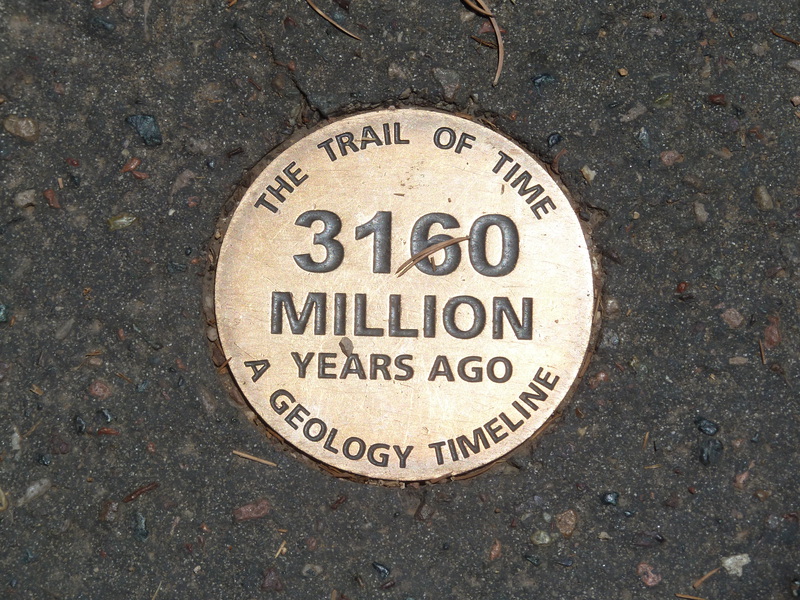 THE TRAIL OF TIME
3160
MILLION
YEARS AGO
A GEOLOGY TIMELINE